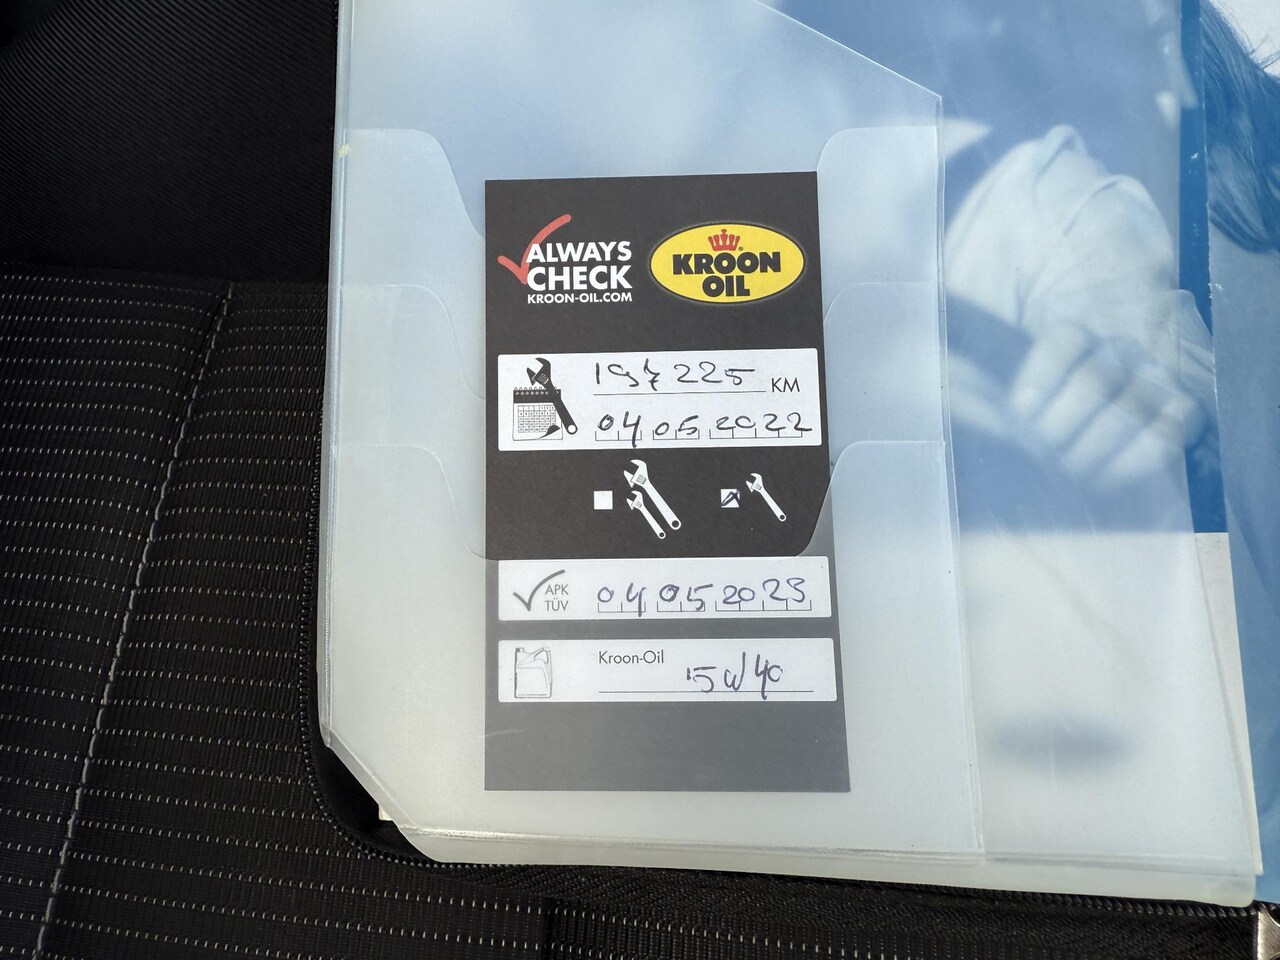 ALWAYS
CHECK
KROON-OIL.COM
KROON
OIL
197225 KM
04 05 2022
APK
TÜV
04 05 2023
Kroon-Oil
5w40